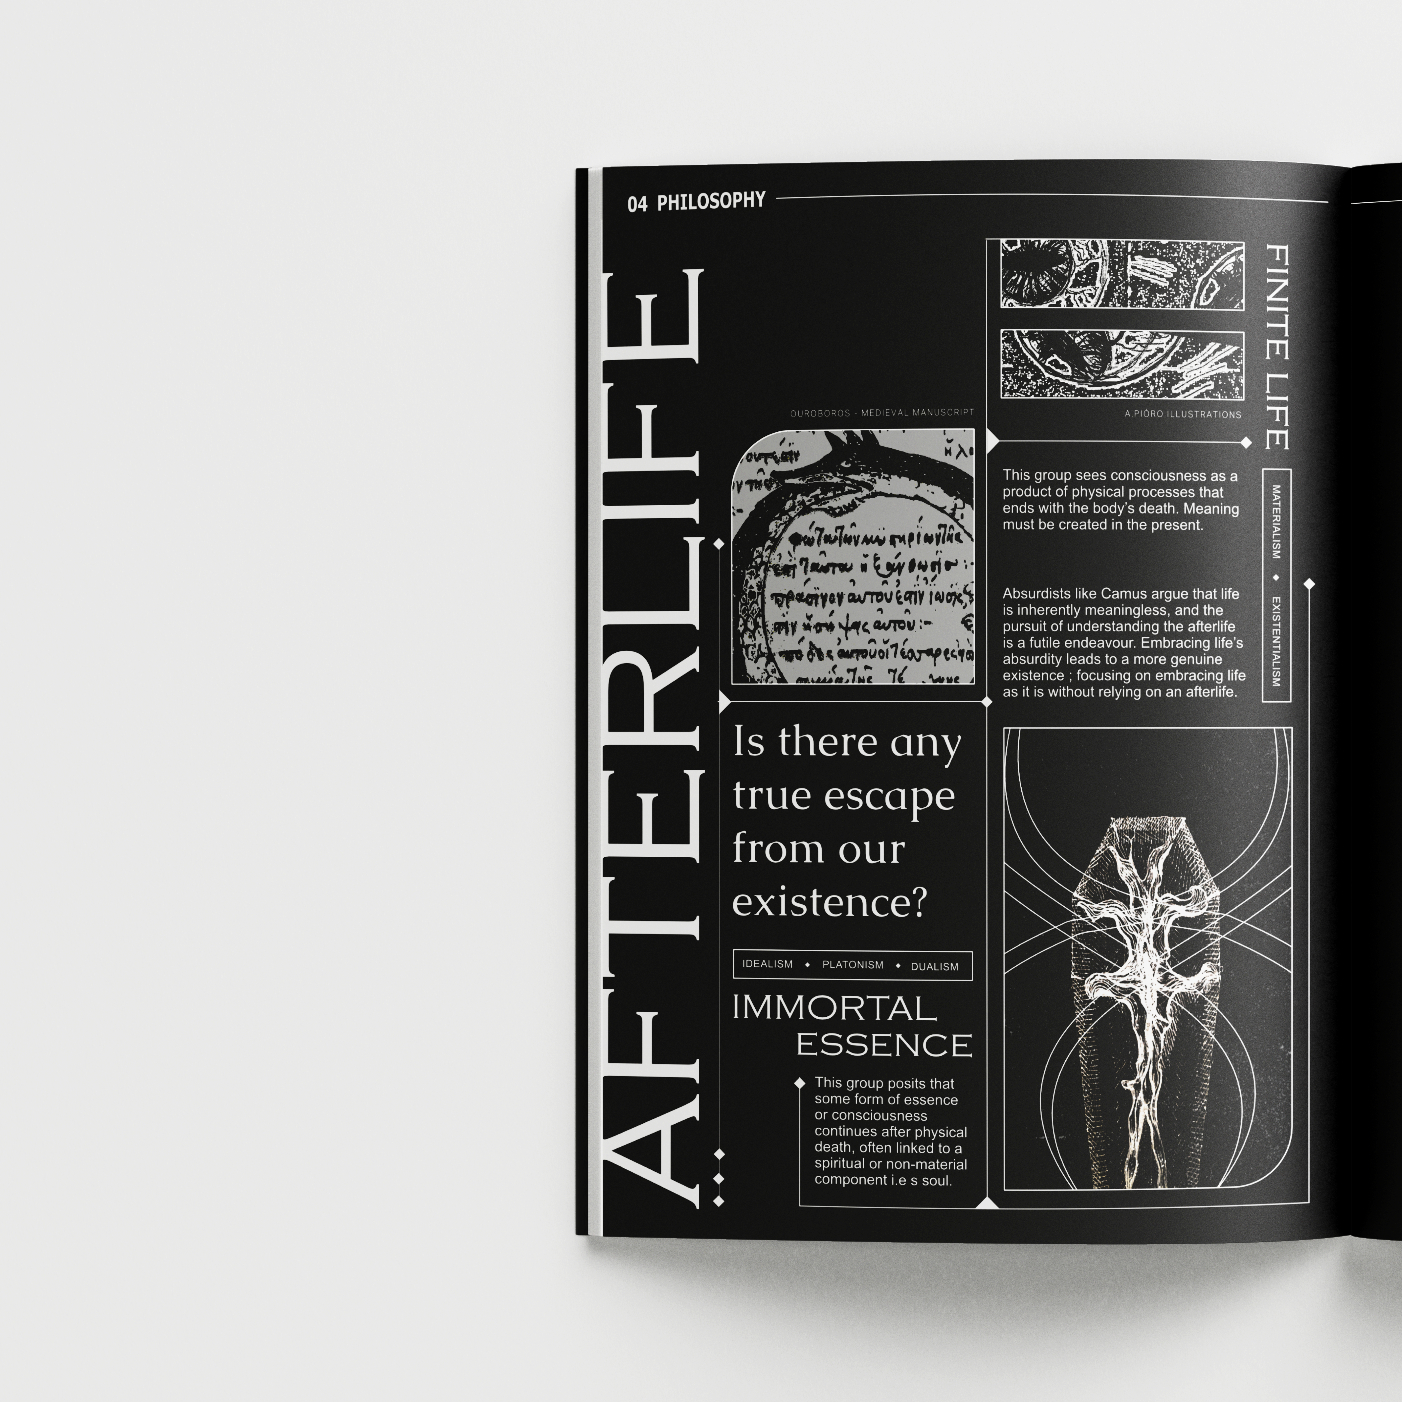 04 PHILOSOPHY
AFTERLIFE
OUROBOROS - MEDIEVAL MANUSCRIPT
Is there any
true escape
from our
existence?
IDEALISM ◆ PLATONISM ◆ DUALISM
IMMORTAL
ESSENCE
This group posits that
some form of essence
or consciousness
continues after physical
death, often linked to a
spiritual or non-material
component i.e s soul.
A.PIÓRO ILLUSTRATIONS
FINITE LIFE
This group sees consciousness as a
product of physical processes that
ends with the body's death. Meaning
must be created in the present.
MATERIALISM ◆ EXISTENTIALISM
Absurdists like Camus argue that life
is inherently meaningless, and the
pursuit of understanding the afterlife
is a futile endeavour. Embracing life's
absurdity leads to a more genuine
existence ; focusing on embracing life
as it is without relying on an afterlife.